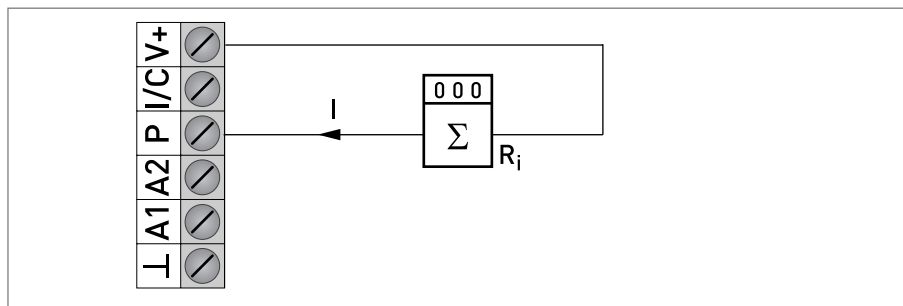 V+
I/C
I
000
P
Σ
Ri
A2
A1
⊥